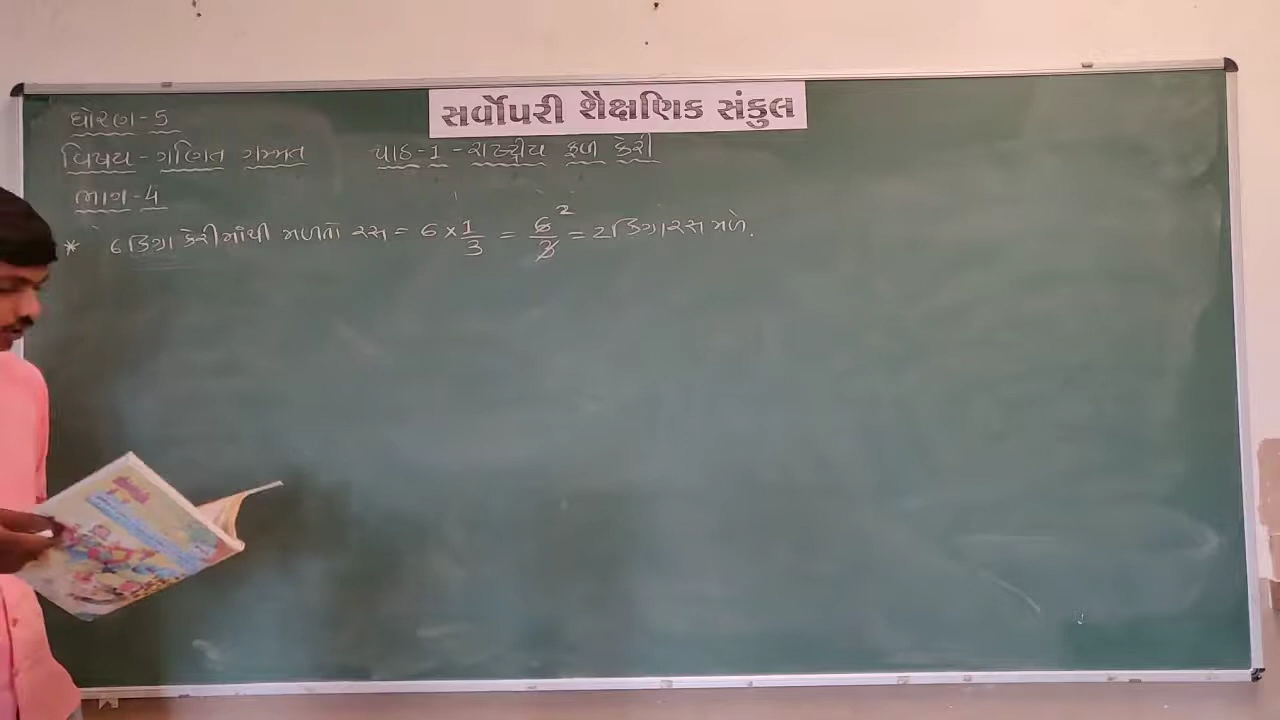 સર્વોપરી શૈક્ષણિક સંકુલ
ધોરણ-5
વિષય-ગણિત ગમ્મત પાઠ-1-રાષ્ટ્રીય ફળ કેરી
ભાગ-4
* 6 કિગ્રા કેરીમાંથી મળતો રસ = 6 × 1/3 = 6/3 2 = 2 કિગ્રા રસ મળે.